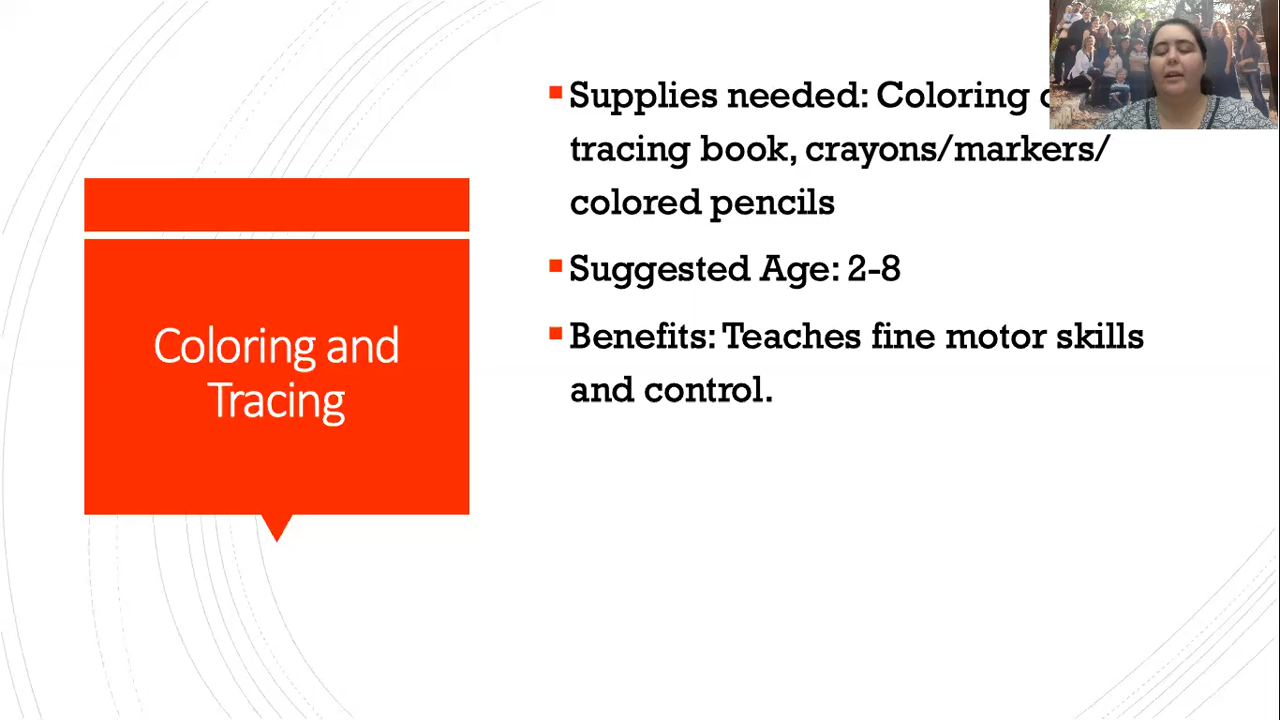 Supplies needed: Coloring
tracing book, crayons/markers/
colored pencils
Suggested Age: 2-8
Benefits: Teaches fine motor skills
and control.
Coloring and
Tracing